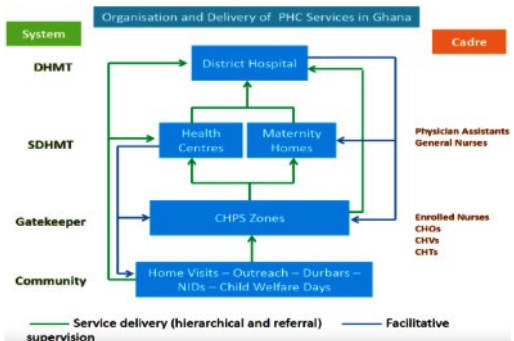 Organisation and Delivery of PHC Services in Ghana
System
Cadre
DHMT
District Hospital
SDHMT
Health
Centres
Maternity
Homes
Physician Assistants
General Nurses
Gatekeeper
CHPS Zones
Enrolled Nurses
CHOs
CHVs
CHTs
Community
Home Visits – Outreach – Durbars –
NIDs – Child Welfare Days
Service delivery (hierarchical and referral)
Facilitative
supervision